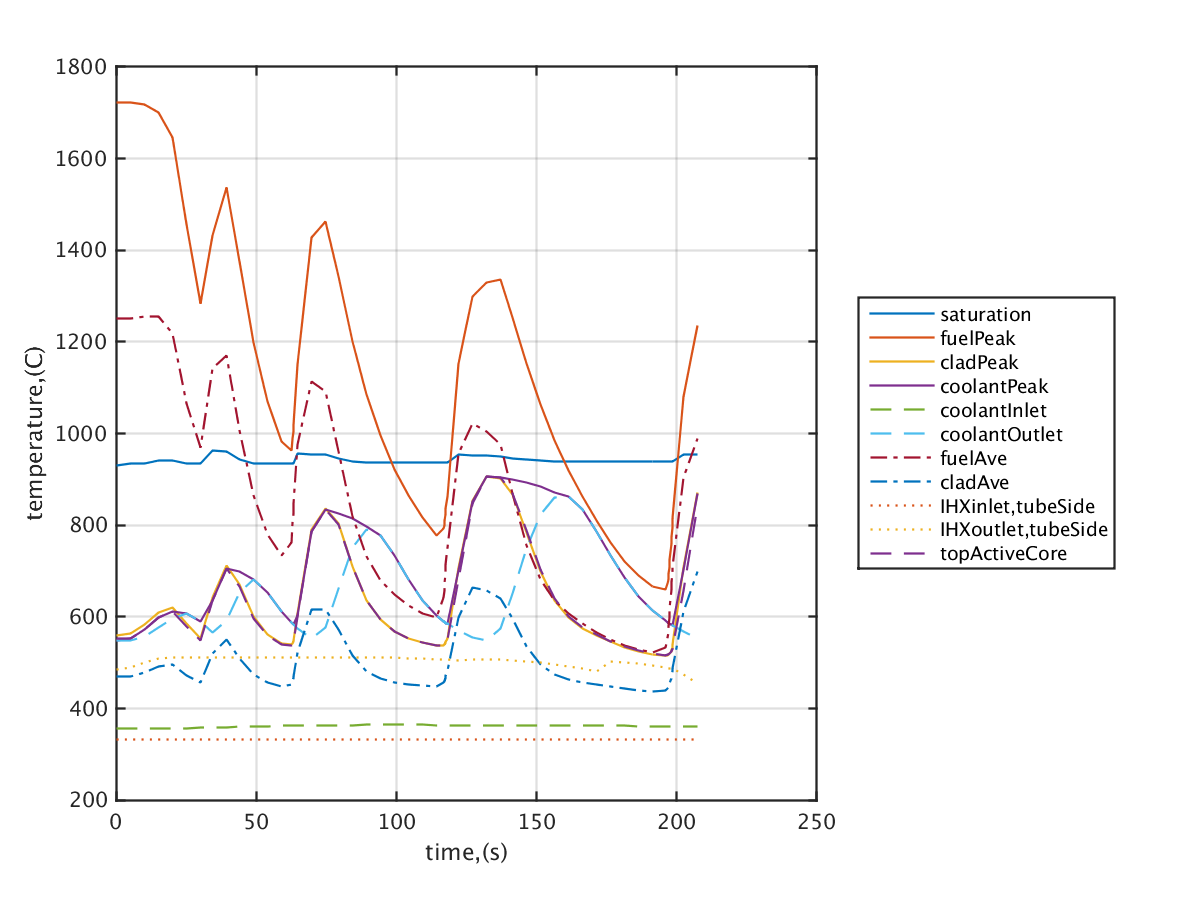 1800
1600
1400
1200
1000
800
600
400
200
temperature,(C)
0 50 100 150 200 250
time,(s)
saturation
fuelPeak
cladPeak
coolantPeak
coolantInlet
coolantOutlet
fuelAve
cladAve
IHXinlet,tubeSide
IHXoutlet,tubeSide
topActiveCore